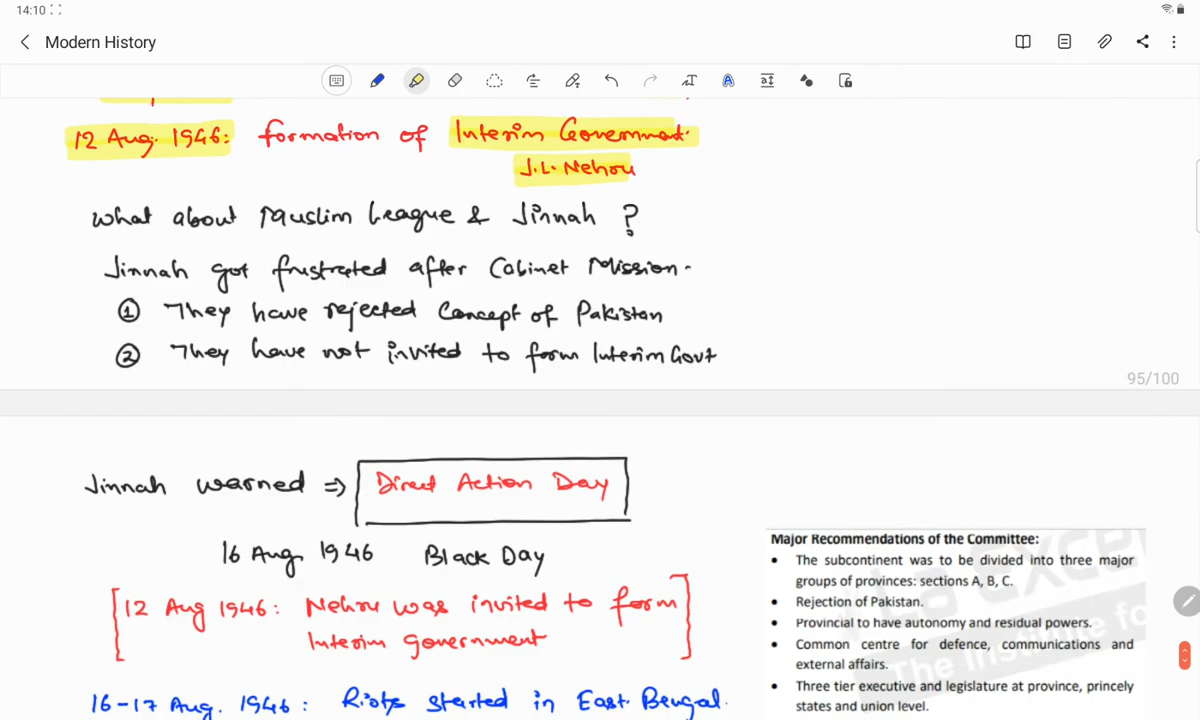 14:10
Modern History
12 Aug. 1946: formation of Interim Government.
J.L. Nehru
What about Muslim League & Jinnah ?
Jinnah got frustrated after Cabinet Mission.
① They have rejected Concept of Pakistan
② They have not invited to form Interim Govt
95/100
Jinnah warned ⇒ Direct Action Day
16 Aug 1946 Black Day
[12 Aug 1946: Nehru was invited to form
Interim government]
16-17 Aug. 1946: Riots started in East Bengal.
Major Recommendations of the Committee:
• The subcontinent was to be divided into three major
groups of provinces: sections A, B, C.
• Rejection of Pakistan.
• Provincial to have autonomy and residual powers.
• Common centre for defence, communications and
external affairs.
• Three tier executive and legislature at province, princely
states and union level.